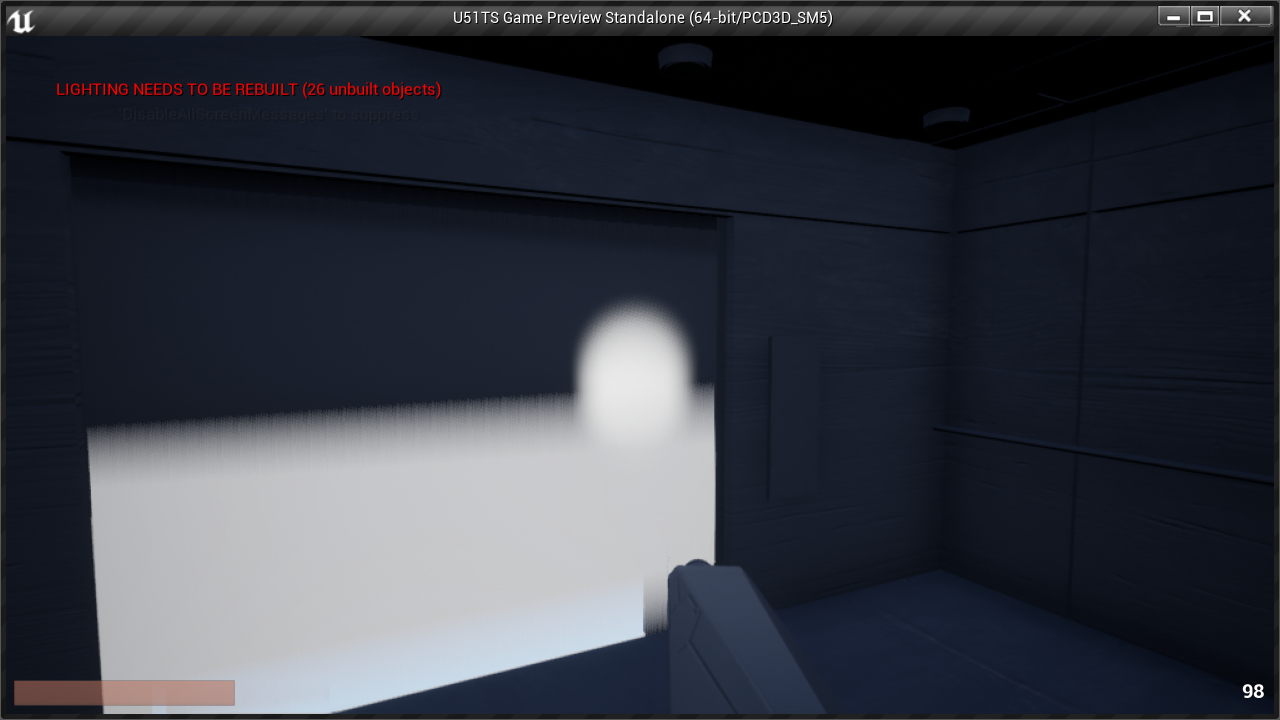 U51TS Game Preview Standalone (64-bit/PCD3D_SM5)
LIGHTING NEEDS TO BE REBUILT (26 unbuilt objects)
'DisableAllScreenMessages' to suppress
98